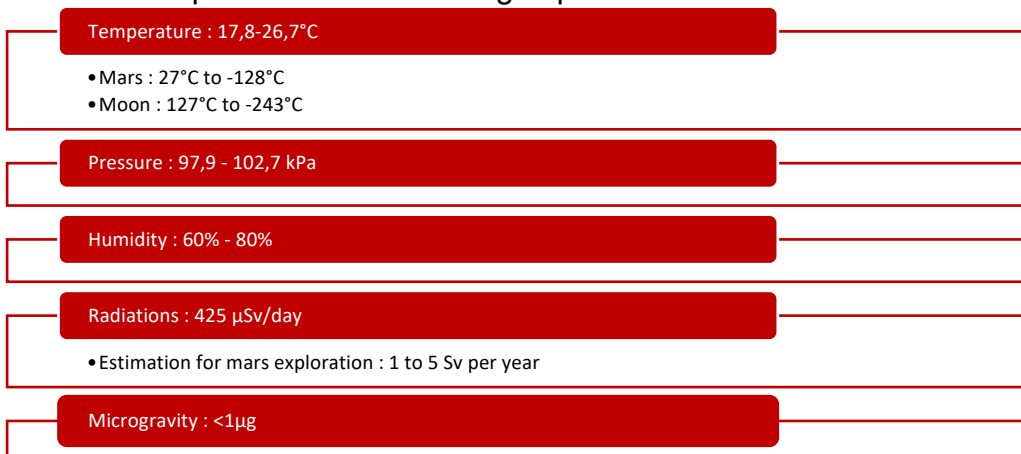 Temperature : 17,8-26,7°C
•Mars : 27°C to -128°C
•Moon : 127°C to -243°C
Pressure : 97,9 - 102,7 kPa
Humidity : 60% - 80%
Radiations : 425 µSv/day
•Estimation for mars exploration : 1 to 5 Sv per year
Microgravity : <1µg